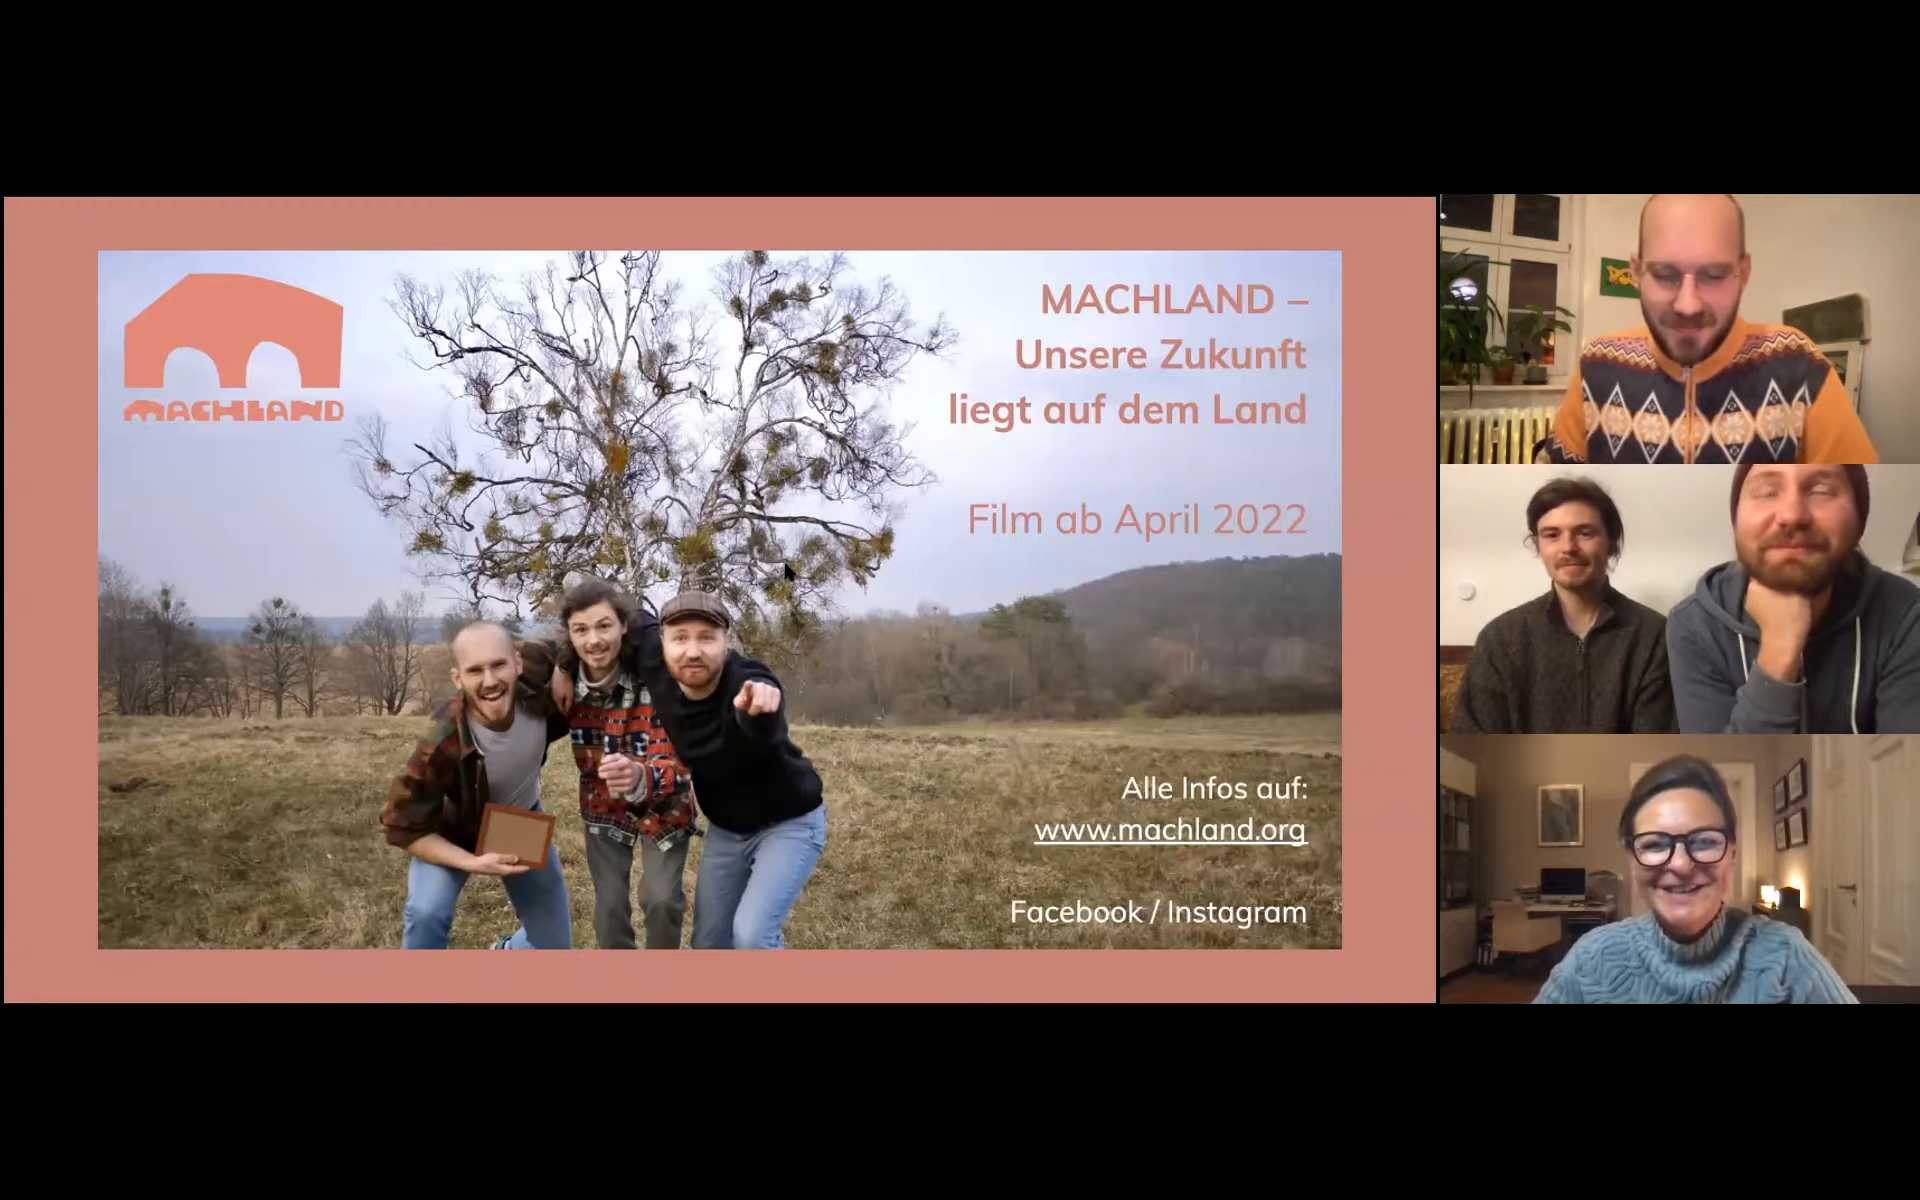 MACHLAND
MACHLAND –
Unsere Zukunft
liegt auf dem Land
Film ab April 2022
Alle Infos auf:
www.machland.org
Facebook / Instagram